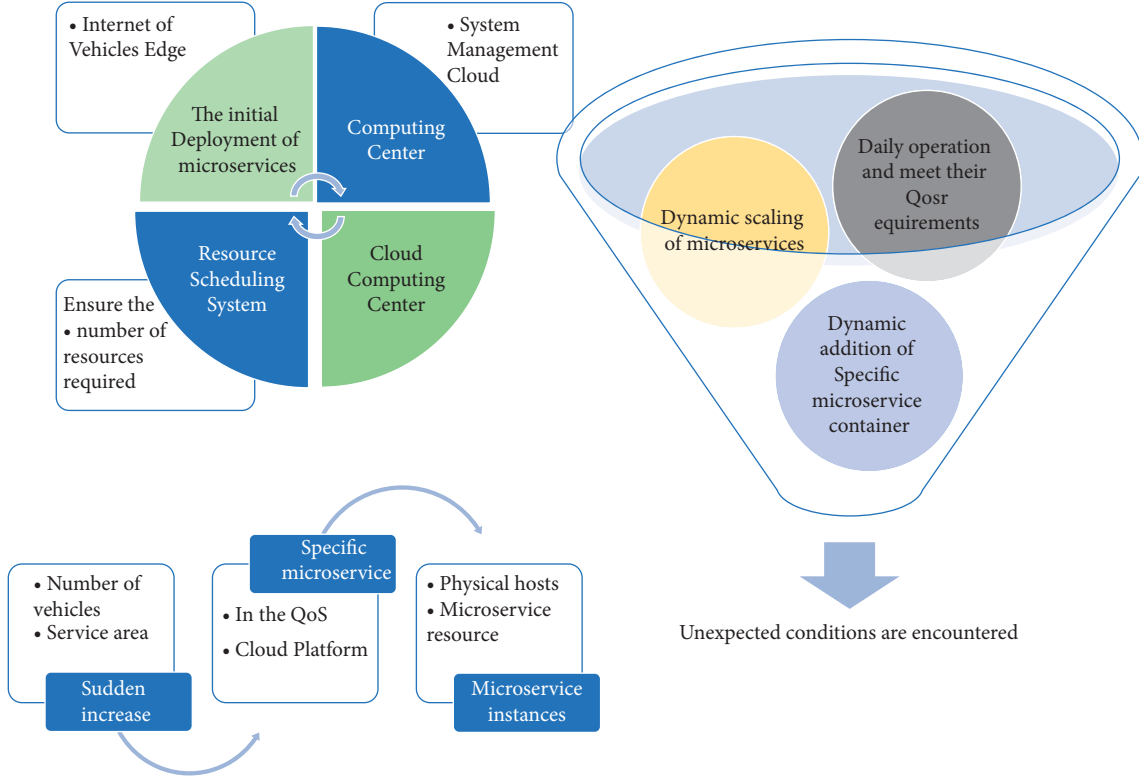 • Internet of
Vehicles Edge
• System
Management
Cloud
The initial
Deployment of
microservices
Computing
Center
Resource
Scheduling
System
Cloud
Computing
Center
Ensure the
• number of
resources
required
Daily operation
and meet their
Qosr
equirements
Dynamic scaling
of microservices
Dynamic
addition of
Specific
microservice
container
Unexpected conditions are encountered
• Number of
vehicles
• Service area
Sudden
increase
Specific
microservice
• In the QoS
• Cloud Platform
• Physical hosts
• Microservice
resource
Microservice
instances